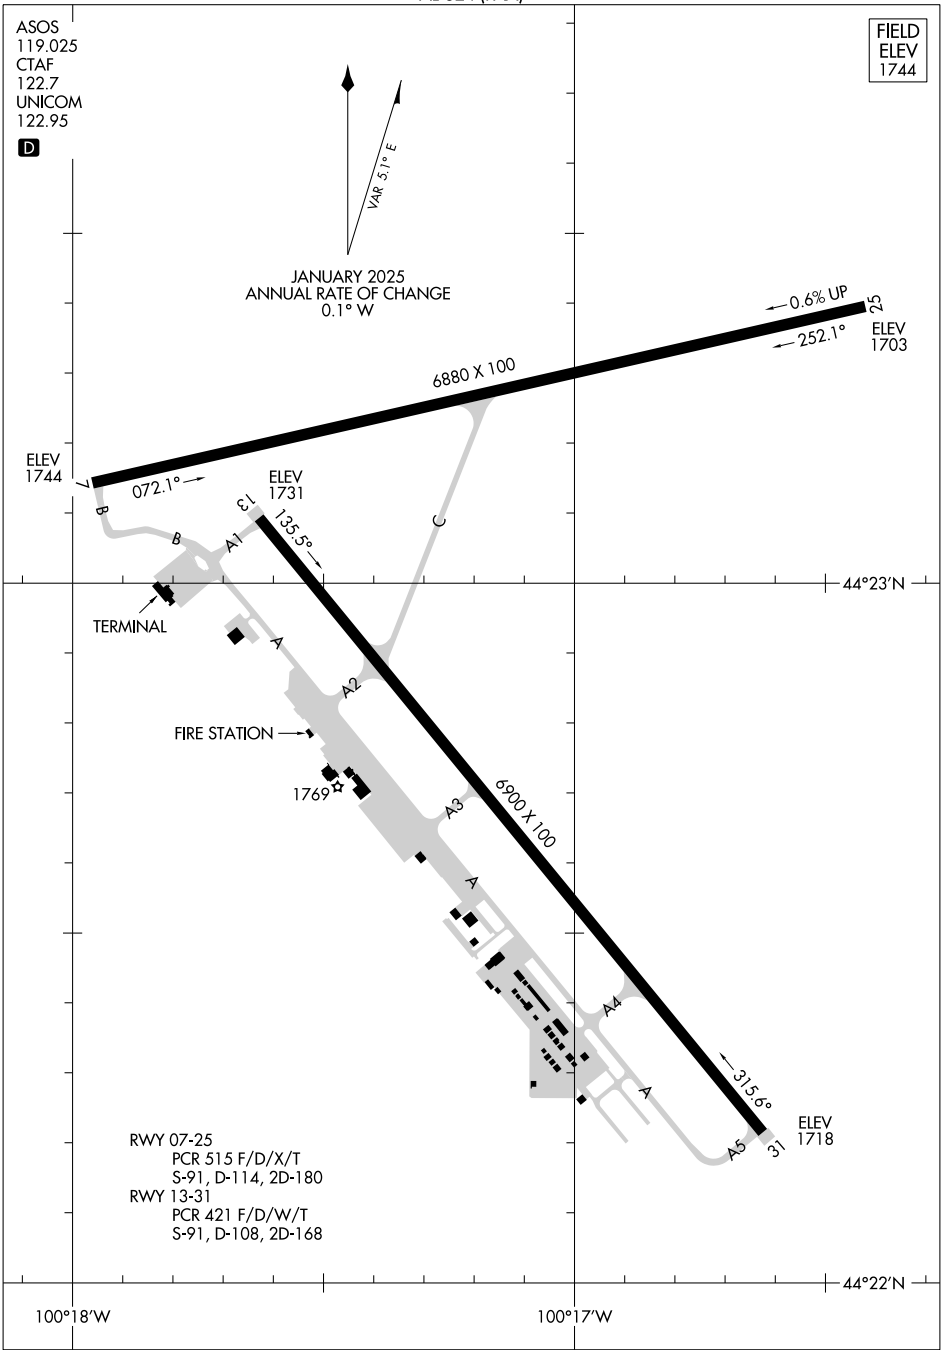 ASOS
119.025
CTAF
122.7
UNICOM
122.95
D
FIELD
ELEV
1744
VAR 5.1° E
JANUARY 2025
ANNUAL RATE OF CHANGE
0.1° W
0.6% UP
25
252.1°
ELEV
1703
6880 X 100
ELEV
1744
7
072.1°
ELEV
1731
13
135.5°
B
B
A1
C
44°23'N
TERMINAL
A
A2
FIRE STATION
1769
A3
6900 X 100
A
A4
A
315.6°
ELEV
1718
A5
31
RWY 07-25
PCR 515 F/D/X/T
S-91, D-114, 2D-180
RWY 13-31
PCR 421 F/D/W/T
S-91, D-108, 2D-168
44°22'N
100°18'W
100°17'W